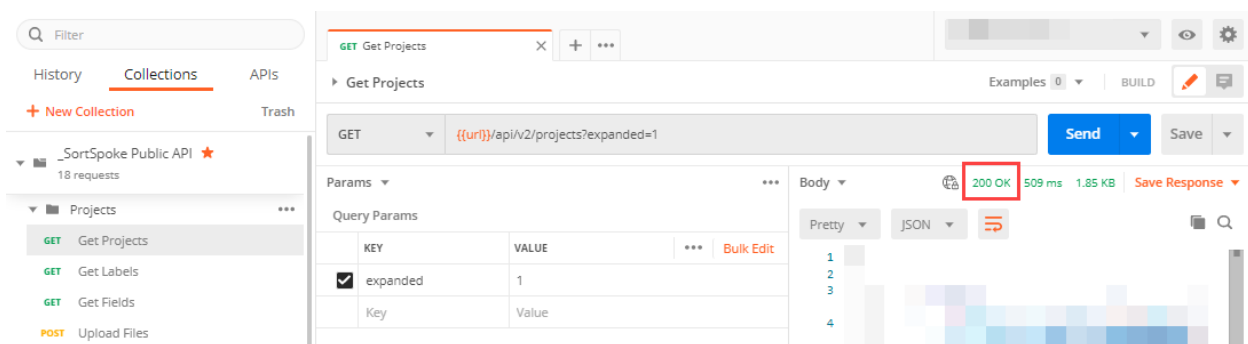 Filter
History Collections APIs
+ New Collection Trash
_SortSpoke Public API
18 requests
Projects
GET Get Projects
GET Get Labels
GET Get Fields
POST Upload Files
GET Get Projects
Get Projects
Examples 0 BUILD
GET {{url}}/api/v2/projects?expanded=1 Send Save
Params
Query Params
KEY VALUE Bulk Edit
expanded 1
Key Value
Body 200 OK 509 ms 1.85 KB Save Response
Pretty JSON
1
2
3
4